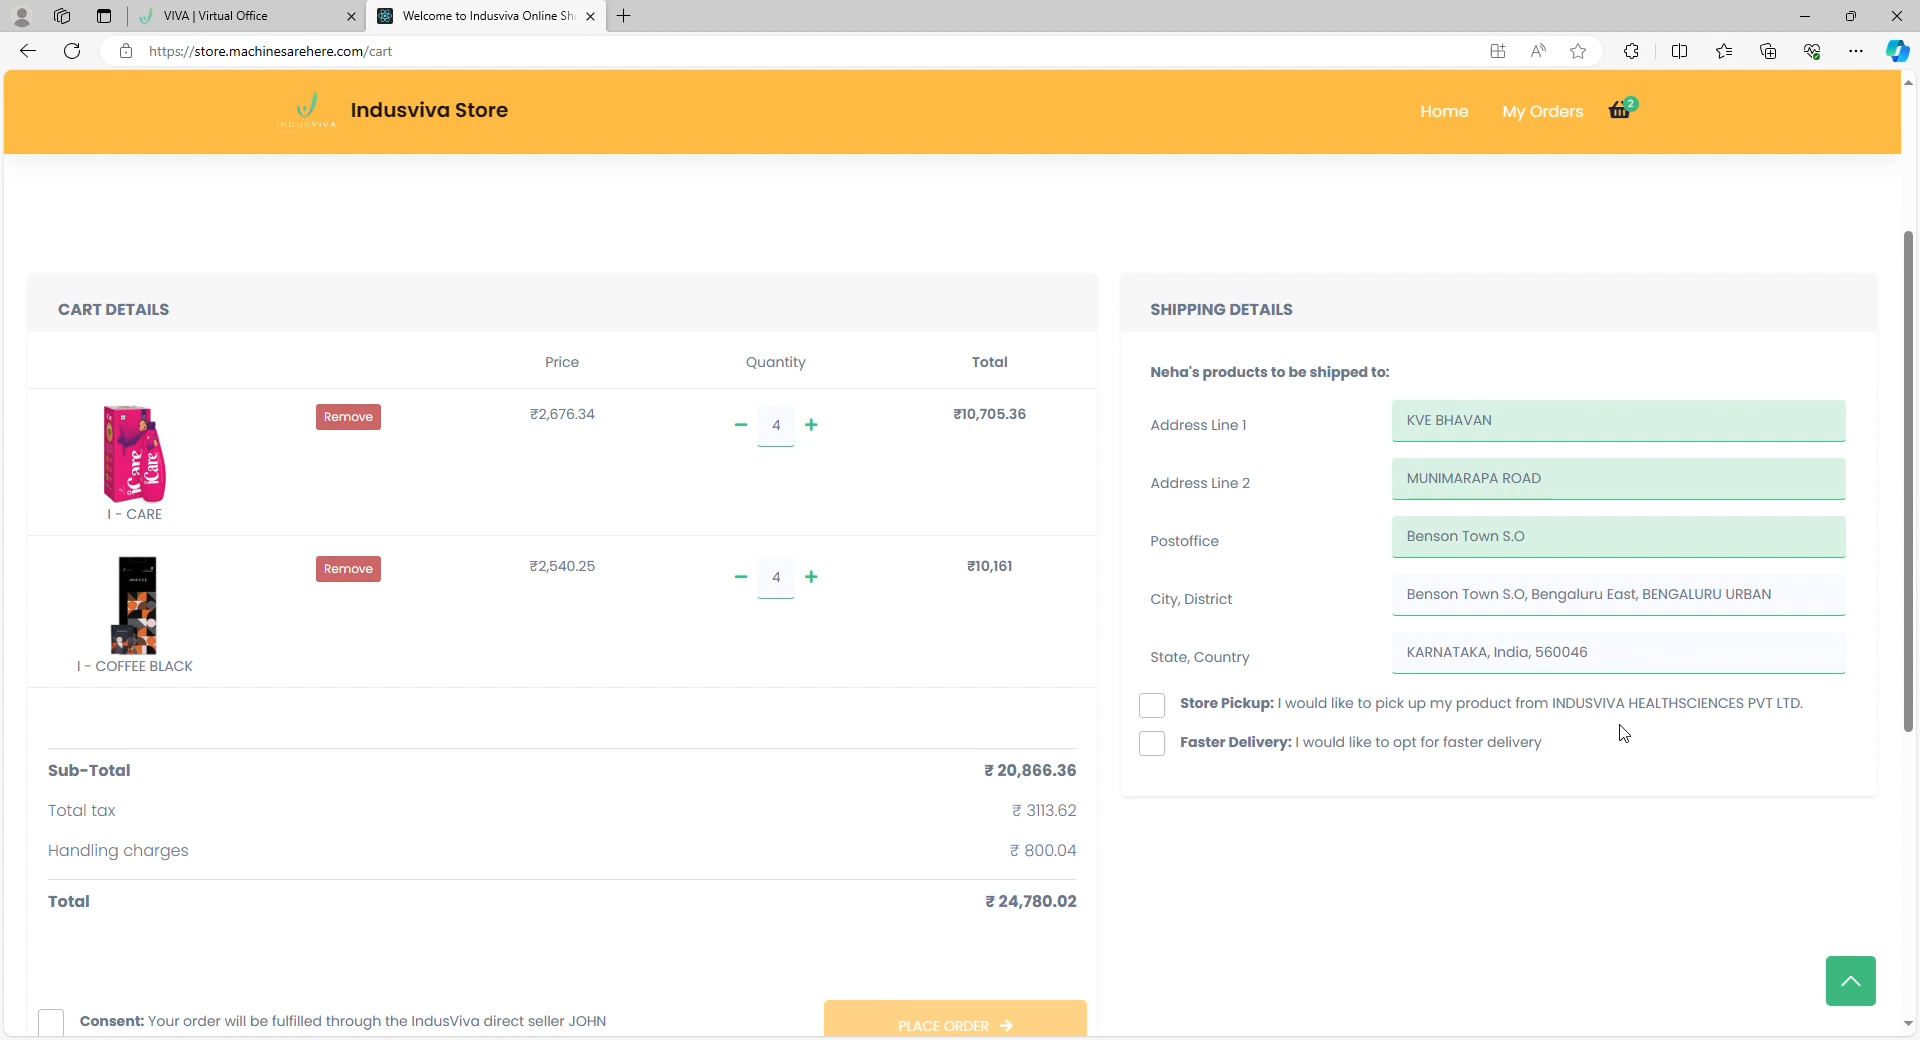 VIVA | Virtual Office
Welcome to Indusviva Online Sh
https://store.machinesarehere.com/cart
INDUSVIVA
Indusviva Store
Home
My Orders
2
CART DETAILS
Price
Quantity
Total
iCare
iCare
Remove
₹2,676.34
4
₹10,705.36
I - CARE
Remove
₹2,540.25
4
₹10,161
I - COFFEE BLACK
Sub-Total
₹ 20,866.36
Total tax
₹ 3113.62
Handling charges
₹ 800.04
Total
₹ 24,780.02
Consent: Your order will be fulfilled through the IndusViva direct seller JOHN
PLACE ORDER
SHIPPING DETAILS
Neha's products to be shipped to:
Address Line 1
KVE BHAVAN
Address Line 2
MUNIMARAPA ROAD
Postoffice
Benson Town S.O
City, District
Benson Town S.O, Bengaluru East, BENGALURU URBAN
State, Country
KARNATAKA, India, 560046
Store Pickup: I would like to pick up my product from INDUSVIVA HEALTHSCIENCES PVT LTD.
Faster Delivery: I would like to opt for faster delivery